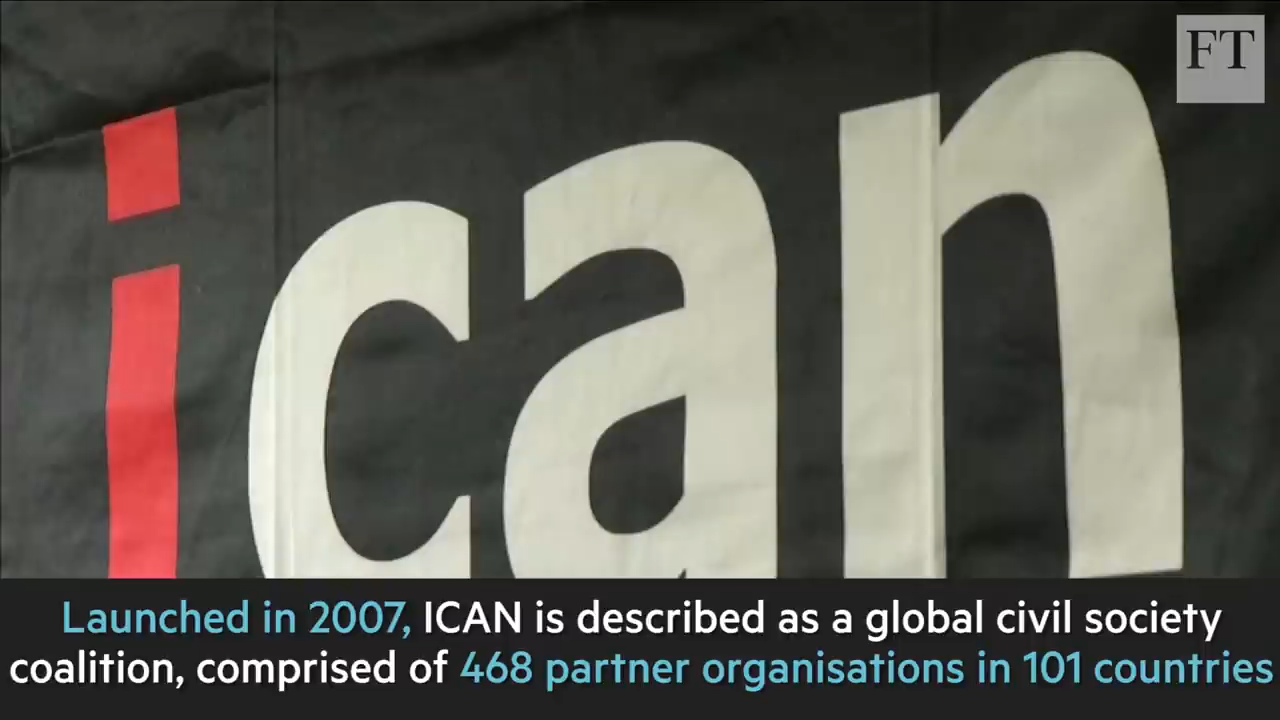 FT
ican
Launched in 2007, ICAN is described as a global civil society
coalition, comprised of 468 partner organisations in 101 countries